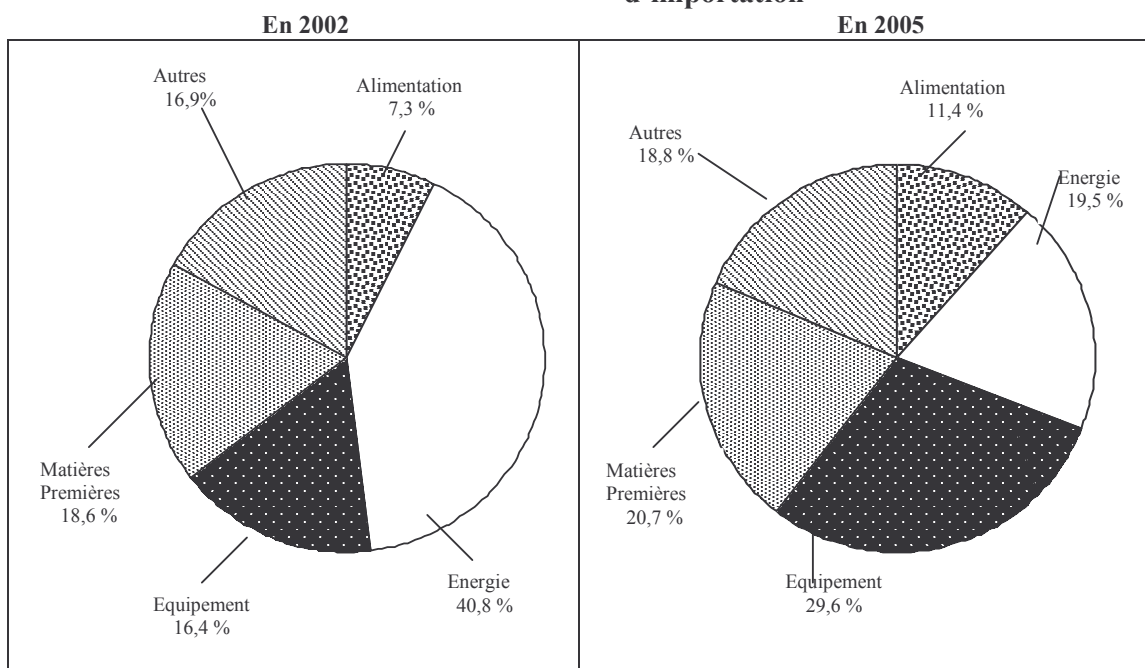 d'importation
En 2002
En 2005
Autres
16,9%
Alimentation
7,3 %
Matières
Premières
18,6 %
Equipement
16,4 %
Energie
40,8 %
Alimentation
11,4 %
Autres
18,8 %
Energie
19,5 %
Matières
Premières
20,7 %
Equipement
29,6 %